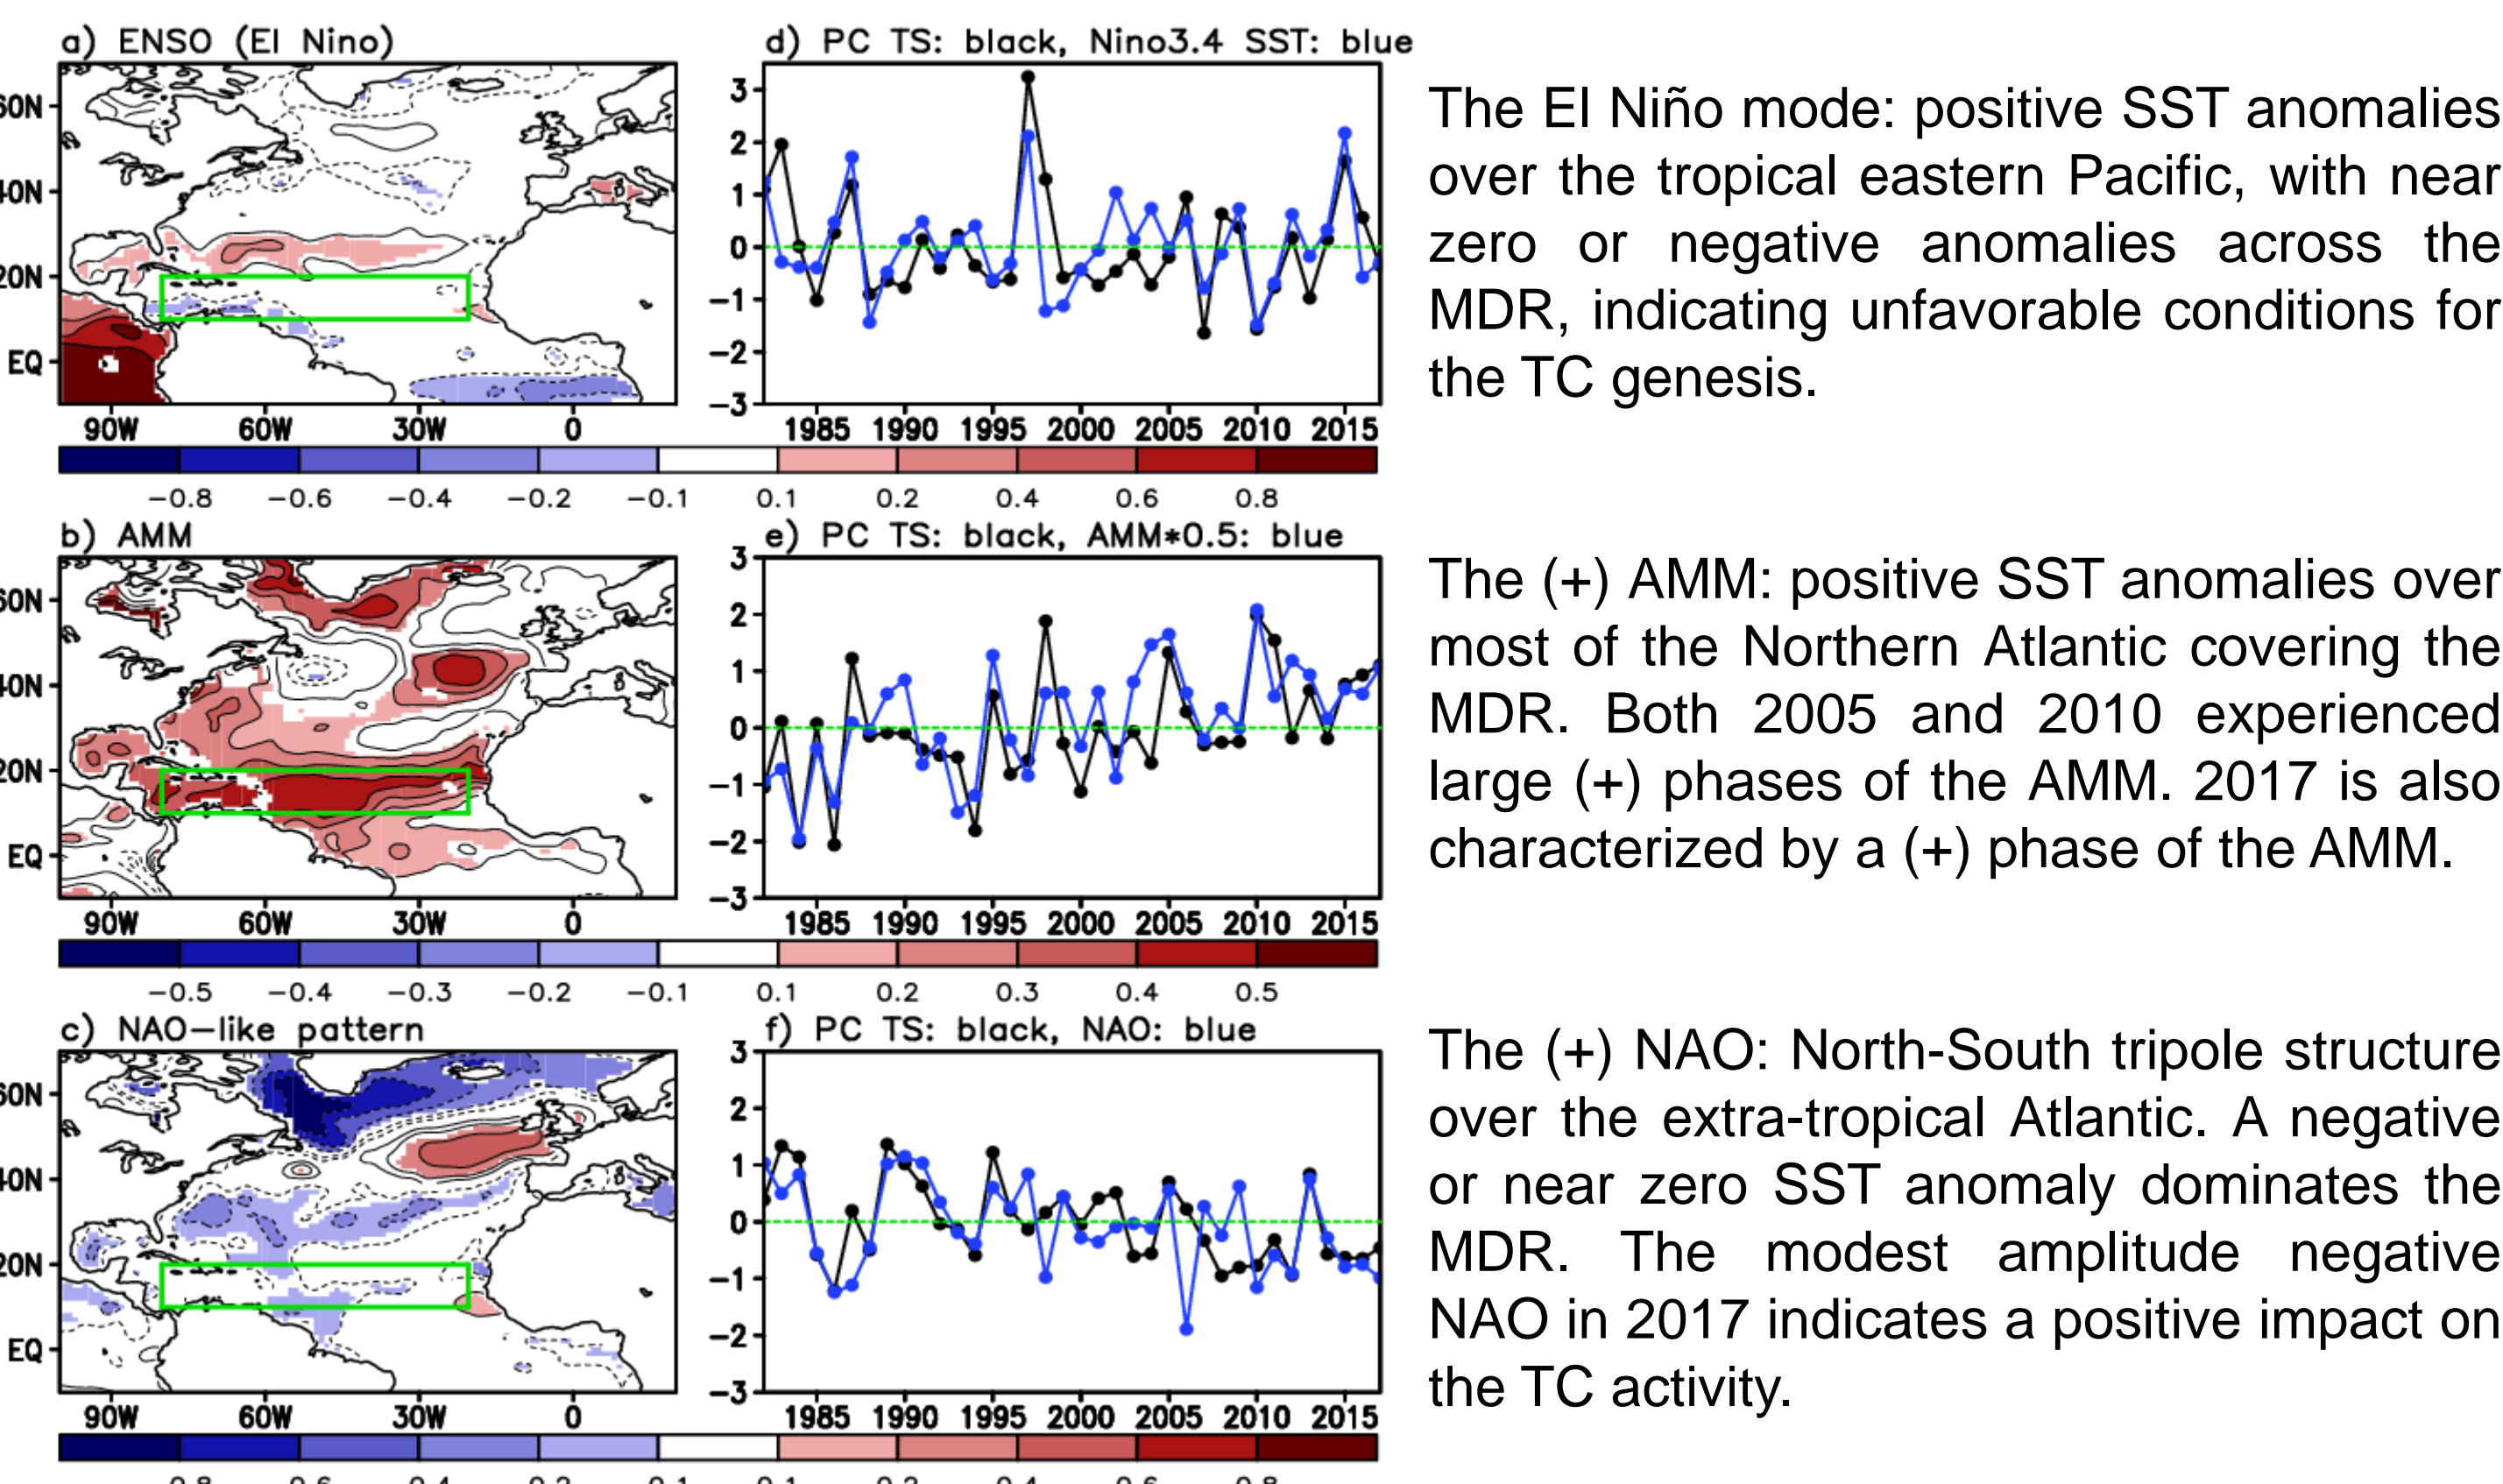 a) ENSO (El Nino)
d) PC TS: black, Nino3.4 SST: blue
60N
40N
20N
EQ
90W 60W 30W 0
3
2
1
0
−1
−2
−3
1985 1990 1995 2000 2005 2010 2015
−0.8 −0.6 −0.4 −0.2 −0.1 0.1 0.2 0.4 0.6 0.8
The El Niño mode: positive SST anomalies
over the tropical eastern Pacific, with near
zero or negative anomalies across the
MDR, indicating unfavorable conditions for
the TC genesis.
b) AMM
e) PC TS: black, AMM*0.5: blue
60N
40N
20N
EQ
90W 60W 30W 0
3
2
1
0
−1
−2
−3
1985 1990 1995 2000 2005 2010 2015
−0.5 −0.4 −0.3 −0.2 −0.1 0.1 0.2 0.3 0.4 0.5
The (+) AMM: positive SST anomalies over
most of the Northern Atlantic covering the
MDR. Both 2005 and 2010 experienced
large (+) phases of the AMM. 2017 is also
characterized by a (+) phase of the AMM.
c) NAO−like pattern
f) PC TS: black, NAO: blue
60N
40N
20N
EQ
90W 60W 30W 0
3
2
1
0
−1
−2
−3
1985 1990 1995 2000 2005 2010 2015
The (+) NAO: North-South tripole structure
over the extra-tropical Atlantic. A negative
or near zero SST anomaly dominates the
MDR. The modest amplitude negative
NAO in 2017 indicates a positive impact on
the TC activity.